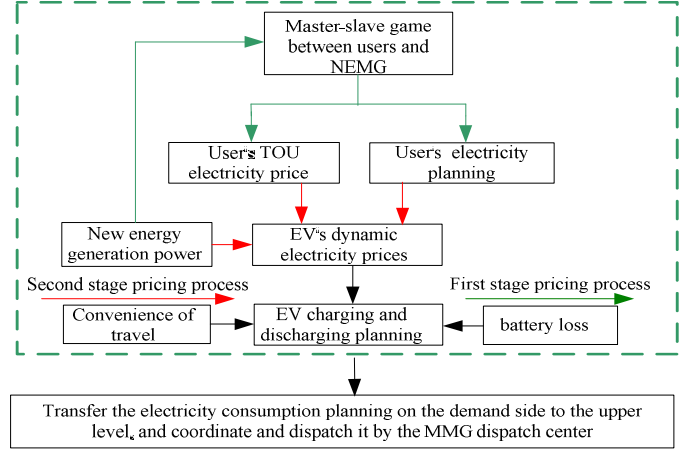 Master-slave game
between users and
NEMG
User“s TOU
electricity price
User's electricity
planning
New energy
generation power
EV“s dynamic
electricity prices
Second stage pricing process
First stage pricing process
Convenience of
travel
EV charging and
discharging planning
battery loss
Transfer the electricity consumption planning on the demand side to the upper
level, and coordinate and dispatch it by the MMG dispatch center